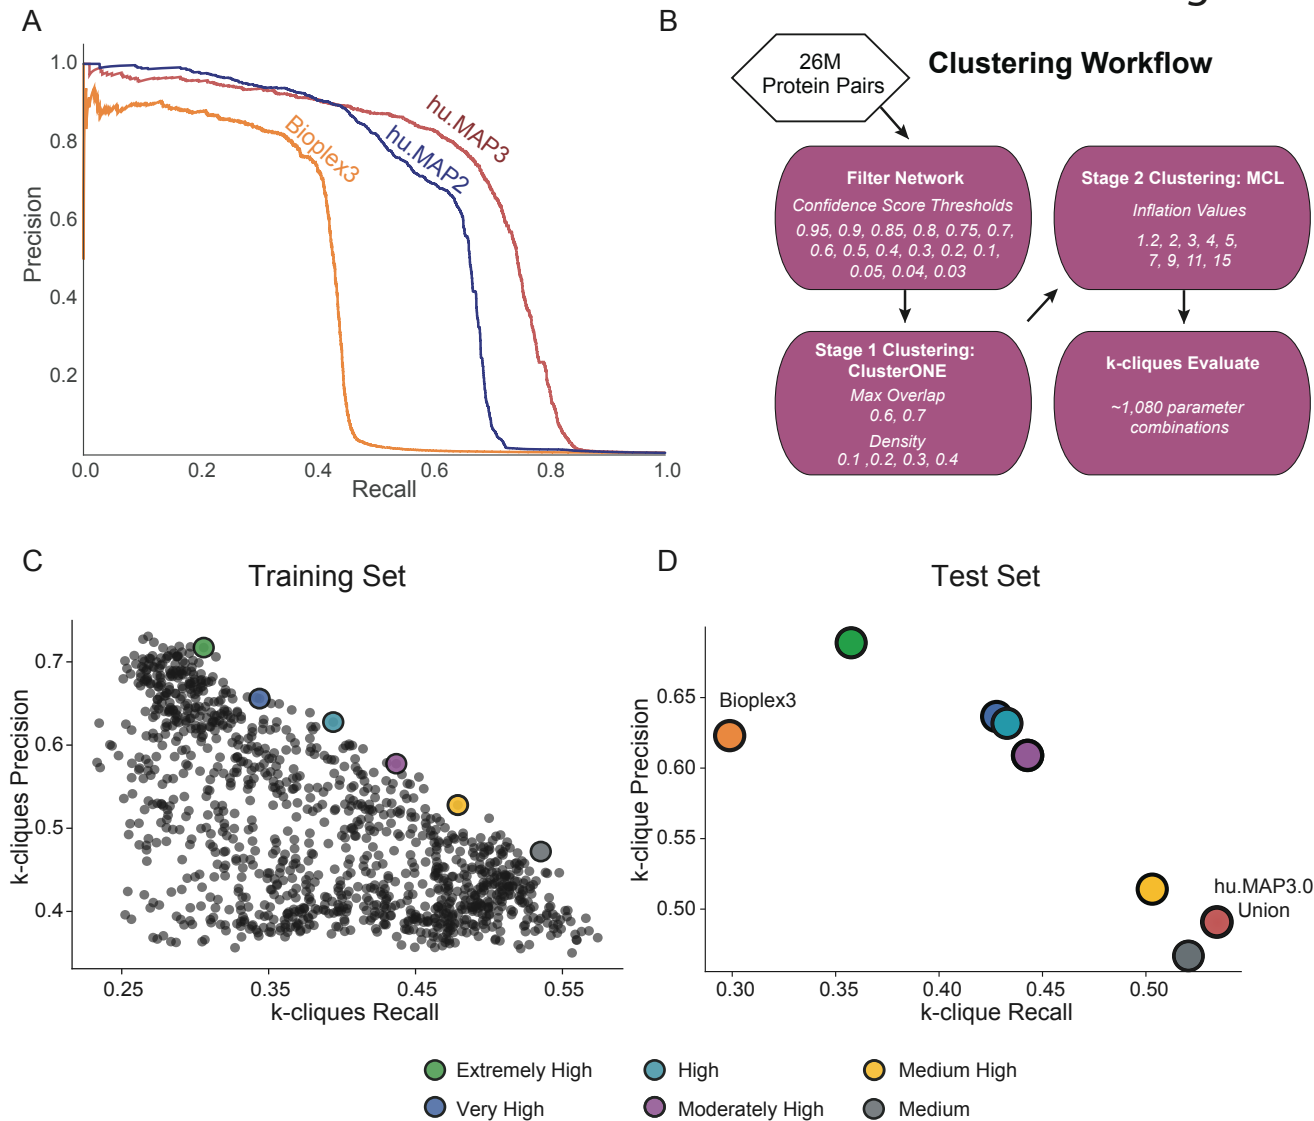 A
1.0
0.8
0.6
0.4
0.2
Precision
Bioplex3
hu.MAP2
hu.MAP3
0.0
0.2
0.4
0.6
0.8
1.0
Recall
B
Clustering Workflow
26M
Protein Pairs
Filter Network
Confidence Score Thresholds
0.95, 0.9, 0.85, 0.8, 0.75, 0.7,
0.6, 0.5, 0.4, 0.3, 0.2, 0.1,
0.05, 0.04, 0.03
Stage 1 Clustering:
ClusterONE
Max Overlap
0.6, 0.7
Density
0.1 ,0.2, 0.3, 0.4
Stage 2 Clustering: MCL
Inflation Values
1.2, 2, 3, 4, 5,
7, 9, 11, 15
k-cliques Evaluate
~1,080 parameter
combinations
C
Training Set
k-cliques Precision
0.7
0.6
0.5
0.4
0.25
0.35
0.45
0.55
k-cliques Recall
D
Test Set
k-clique Precision
0.65
0.60
0.55
0.50
Bioplex3
hu.MAP3.0
Union
0.30
0.35
0.40
0.45
0.50
k-clique Recall
Extremely High
High
Medium High
Very High
Moderately High
Medium